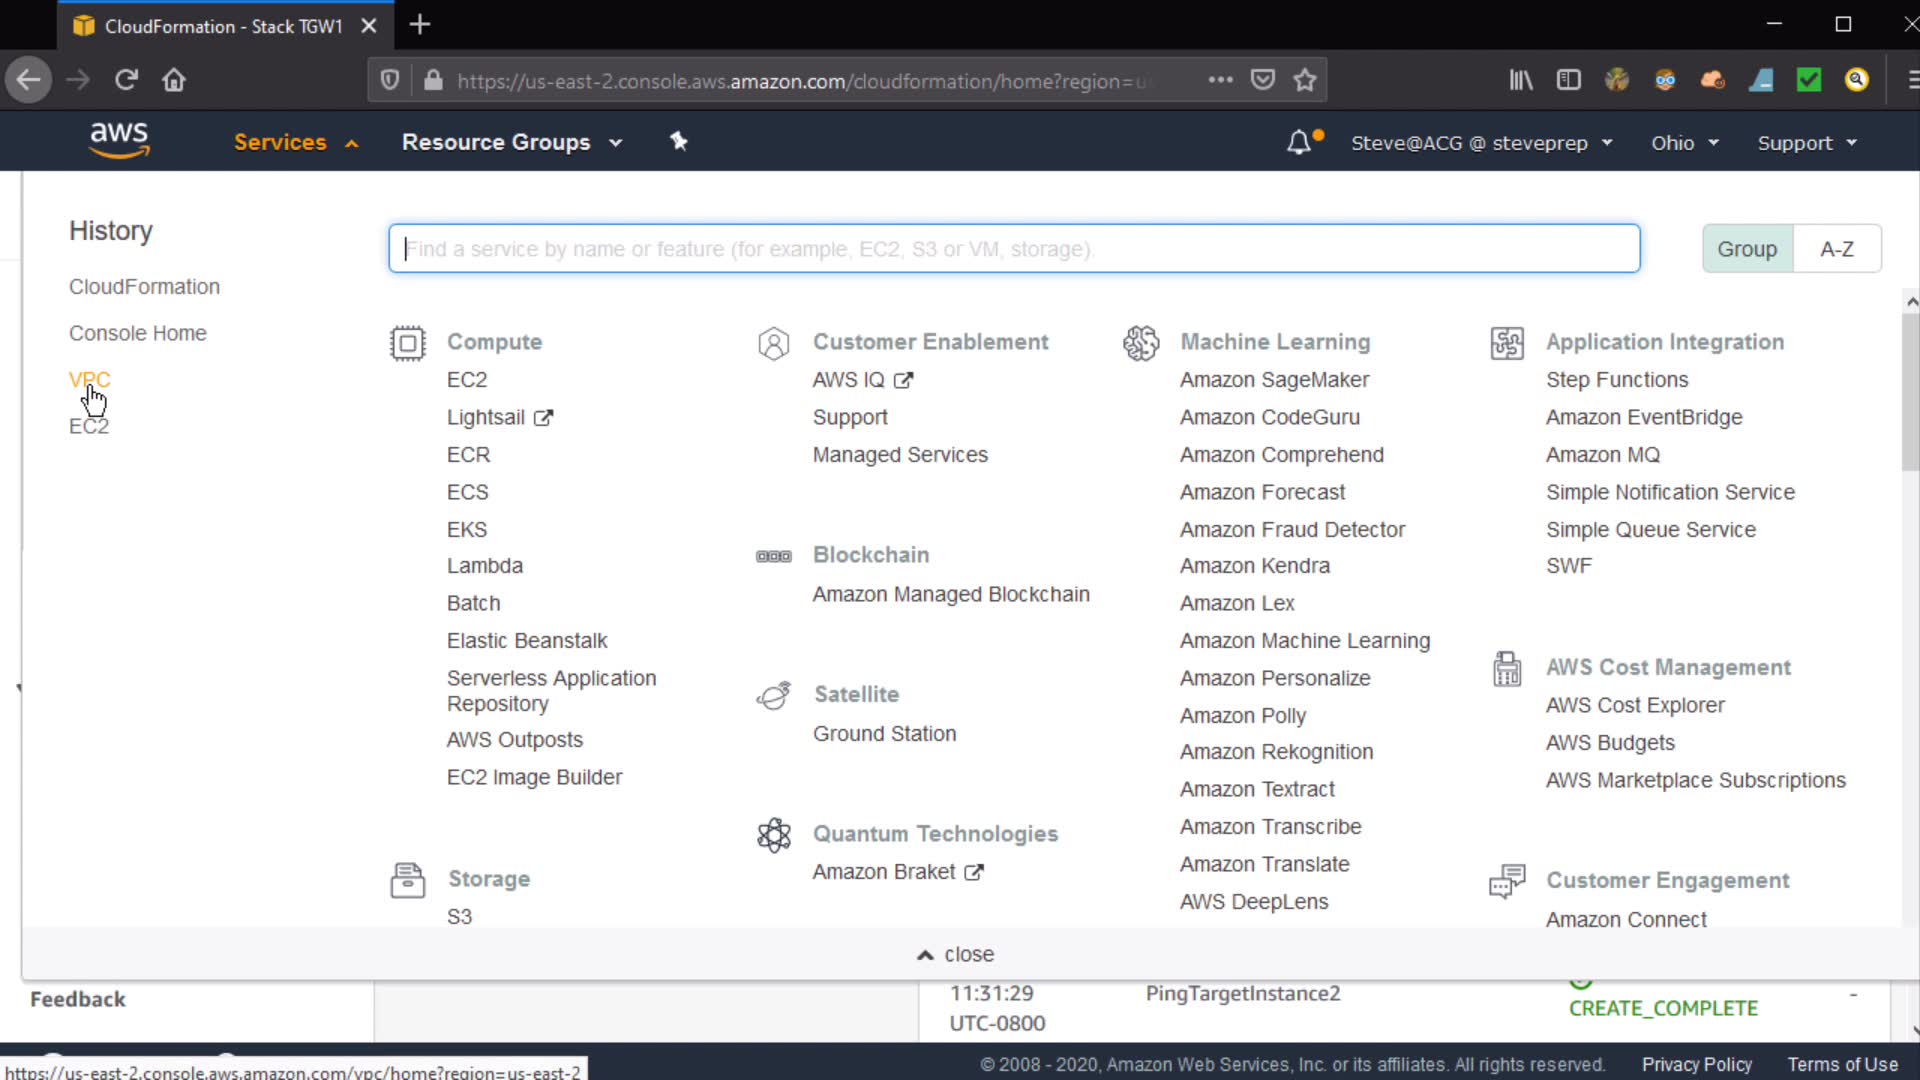 CloudFormation - Stack TGW1
https://us-east-2.console.aws.amazon.com/cloudformation/home?region=u
aws
Services
Resource Groups
Steve@ACG @ steveprep
Ohio
Support
History
CloudFormation
Console Home
VPC
EC2
Find a service by name or feature (for example, EC2, S3 or VM, storage).
Group
A-Z
Compute
EC2
Lightsail
ECR
ECS
EKS
Lambda
Batch
Elastic Beanstalk
Serverless Application
Repository
AWS Outposts
EC2 Image Builder
Storage
S3
Customer Enablement
AWS IQ
Support
Managed Services
Blockchain
Amazon Managed Blockchain
Satellite
Ground Station
Quantum Technologies
Amazon Braket
Machine Learning
Amazon SageMaker
Amazon CodeGuru
Amazon Comprehend
Amazon Forecast
Amazon Fraud Detector
Amazon Kendra
Amazon Lex
Amazon Machine Learning
Amazon Personalize
Amazon Polly
Amazon Rekognition
Amazon Textract
Amazon Transcribe
Amazon Translate
AWS DeepLens
Application Integration
Step Functions
Amazon EventBridge
Amazon MQ
Simple Notification Service
Simple Queue Service
SWF
AWS Cost Management
AWS Cost Explorer
AWS Budgets
AWS Marketplace Subscriptions
Customer Engagement
Amazon Connect
close
Feedback
11:31:29
UTC-0800
PingTargetInstance2
CREATE_COMPLETE
-
https://us-east-2.console.aws.amazon.com/vpc/home?region=us-east-2
© 2008 - 2020, Amazon Web Services, Inc. or its affiliates. All rights reserved.
Privacy Policy
Terms of Use